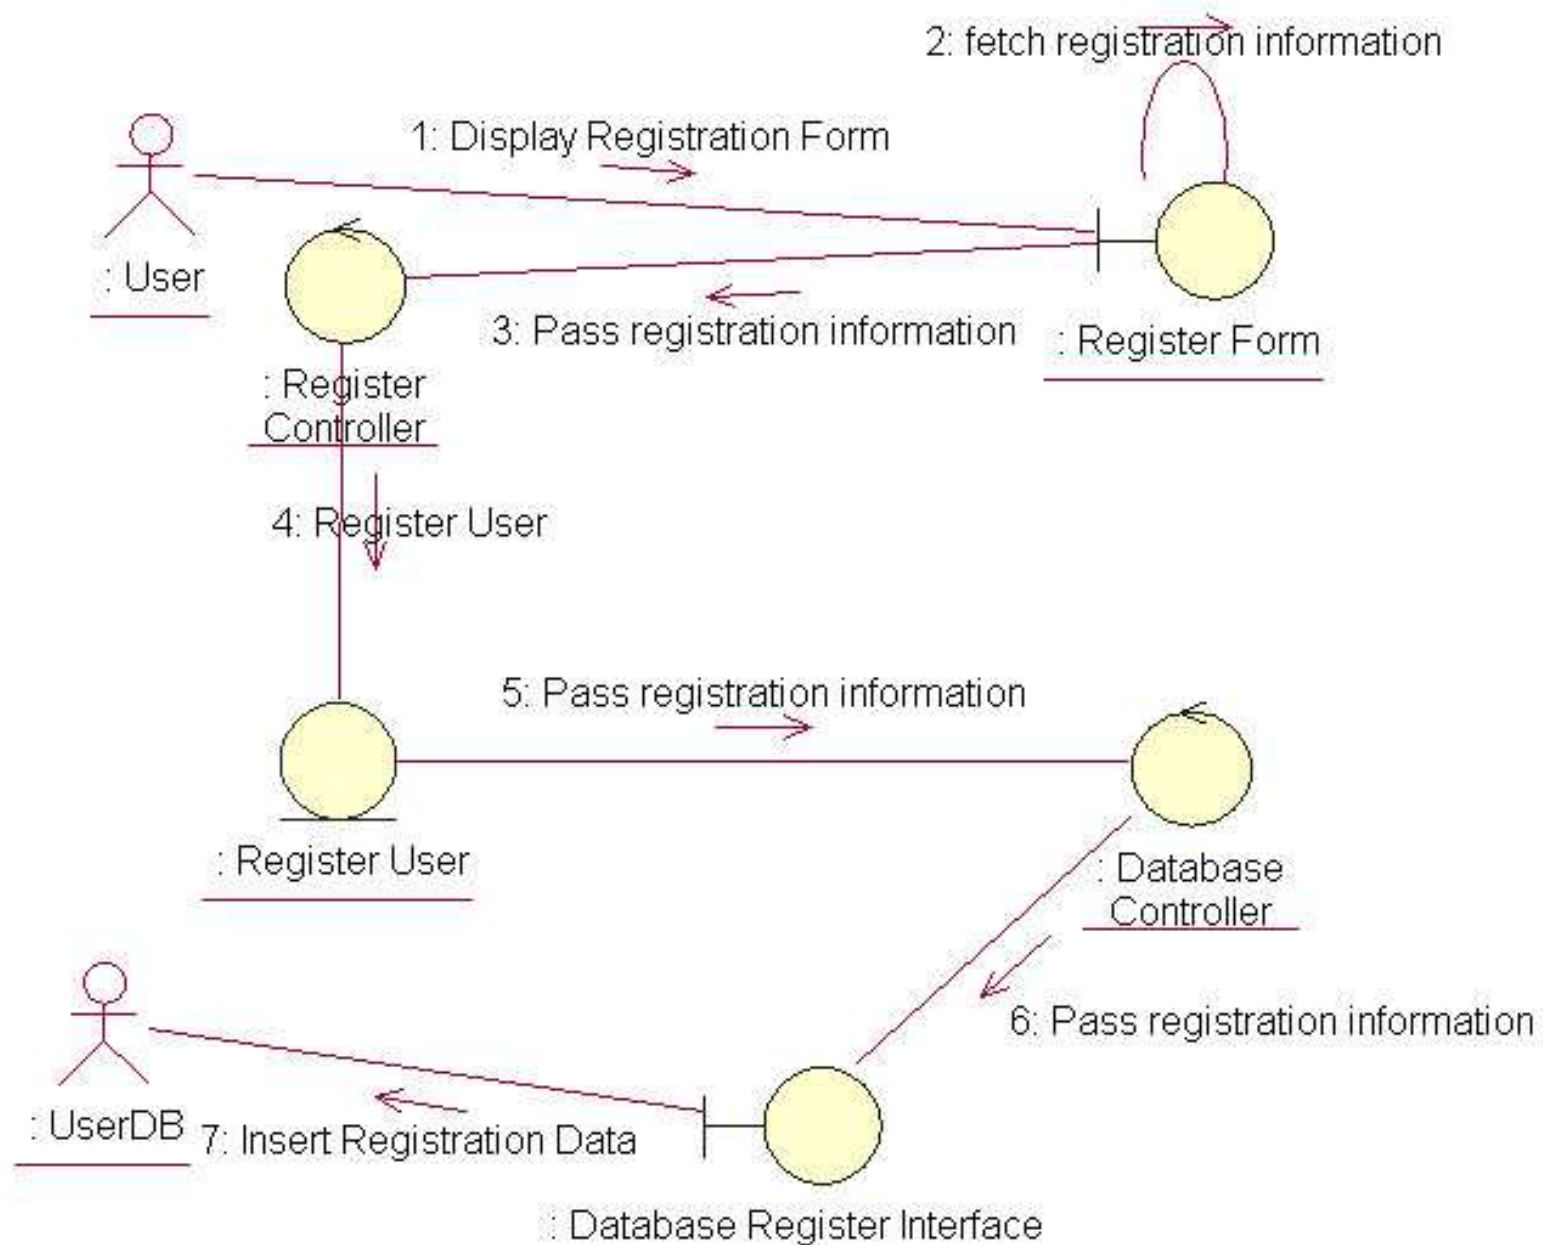 2: fetch registration information
1: Display Registration Form
: User
3: Pass registration information
: Register Form
: Register
Controller
4: Register User
5: Pass registration information
: Register User
: Database
Controller
6: Pass registration information
: UserDB
7: Insert Registration Data
: Database Register Interface